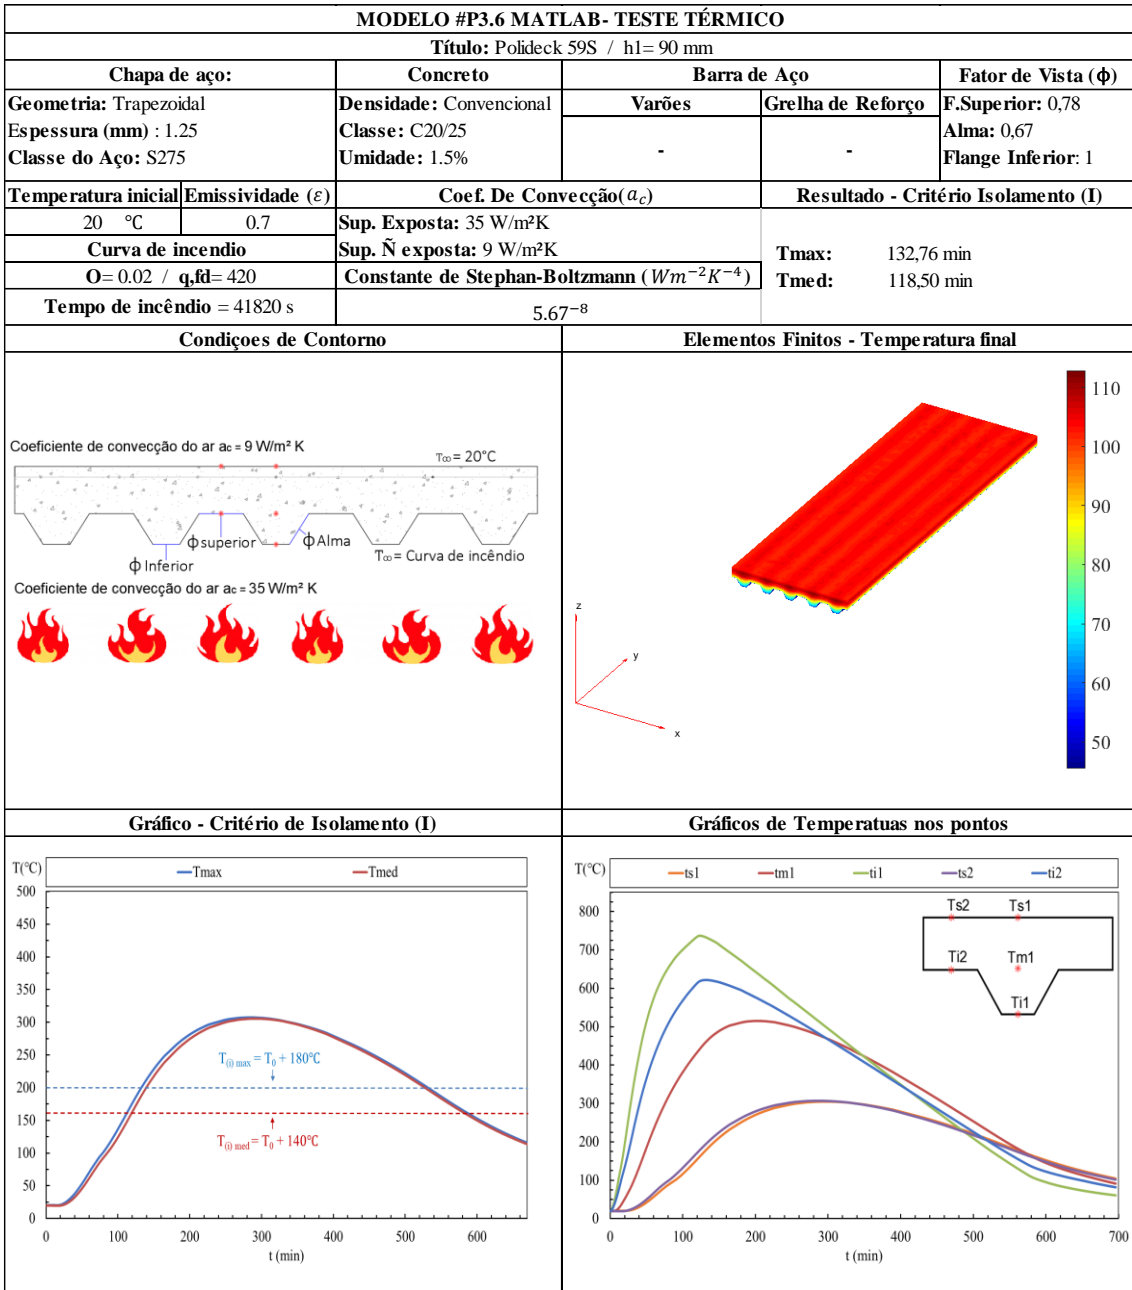 MODELO #P3.6 MATLAB- TESTE TÉRMICO
Título: Polideck 59S / h1= 90 mm
Chapa de aço:
Concreto
Barra de Aço
Fator de Vista (ϕ)
Geometria: Trapezoidal
Espessura (mm) : 1.25
Classe do Aço: S275
Densidade: Convencional
Classe: C20/25
Umidade: 1.5%
Varões
Grelha de Reforço
-
-
F.Superior: 0,78
Alma: 0,67
Flange Inferior: 1
Temperatura inicial
Emissividade (ε)
Coef. De Convecção(a_c)
Resultado - Critério Isolamento (I)
20 ℃
0.7
Sup. Exposta: 35 W/m²K
Sup. Ñ exposta: 9 W/m²K
Curva de incendio
O= 0.02 / q,fd= 420
Constante de Stephan-Boltzmann (Wm⁻²K⁻⁴)
Tempo de incêndio = 41820 s
5.67⁻⁸
Tmax: 132,76 min
Tmed: 118,50 min
Condiçoes de Contorno
Elementos Finitos - Temperatura final
Coeficiente de convecção do ar ac = 9 W/m² K
T∞ = 20°C
ϕ superior
ϕ Alma
ϕ Inferior
T∞ = Curva de incêndio
Coeficiente de convecção do ar ac = 35 W/m² K
z
y
x
110
100
90
80
70
60
50
Gráfico - Critério de Isolamento (I)
Gráficos de Temperatuas nos pontos
T(°C)
Tmax
Tmed
500
450
400
350
300
250
200
150
100
50
0
T(i) max = T0 + 180℃
T(i) med = T0 + 140℃
0 100 200 300 400 500 600
t (min)
T(°C)
ts1
tm1
ti1
ts2
ti2
800
700
600
500
400
300
200
100
0
Ts2
Ts1
Ti2
Tm1
Ti1
0 100 200 300 400 500 600 700
t (min)